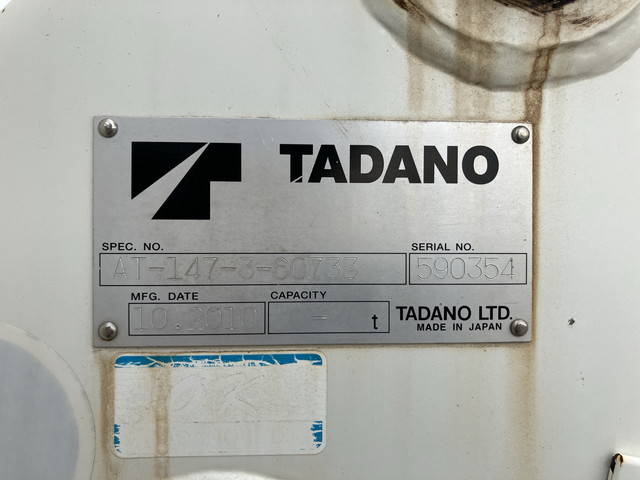 TADANO
SPEC. NO.
SERIAL NO.
AT-147-3-60733
590354
MFG. DATE
CAPACITY
10.2010
- t
TADANO LTD.
MADE IN JAPAN